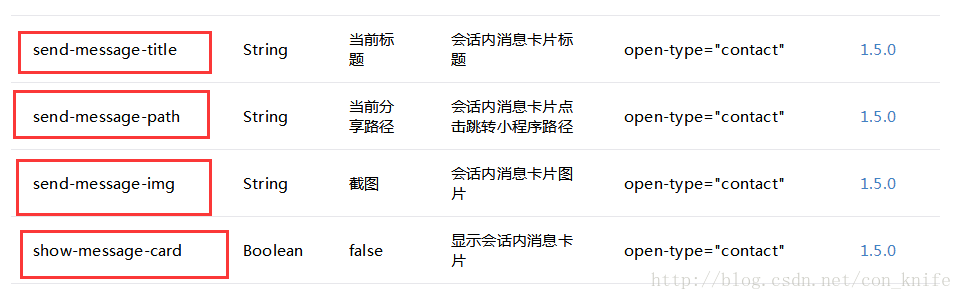 send-message-title String 当前标题 会话内消息卡片标题 open-type="contact" 1.5.0
send-message-path String 当前分享路径 会话内消息卡片点击跳转小程序路径 open-type="contact" 1.5.0
send-message-img String 截图 会话内消息卡片图片 open-type="contact" 1.5.0
show-message-card Boolean false 显示会话内消息卡片 open-type="contact" 1.5.0
http://blog.csdn.net/con_knife